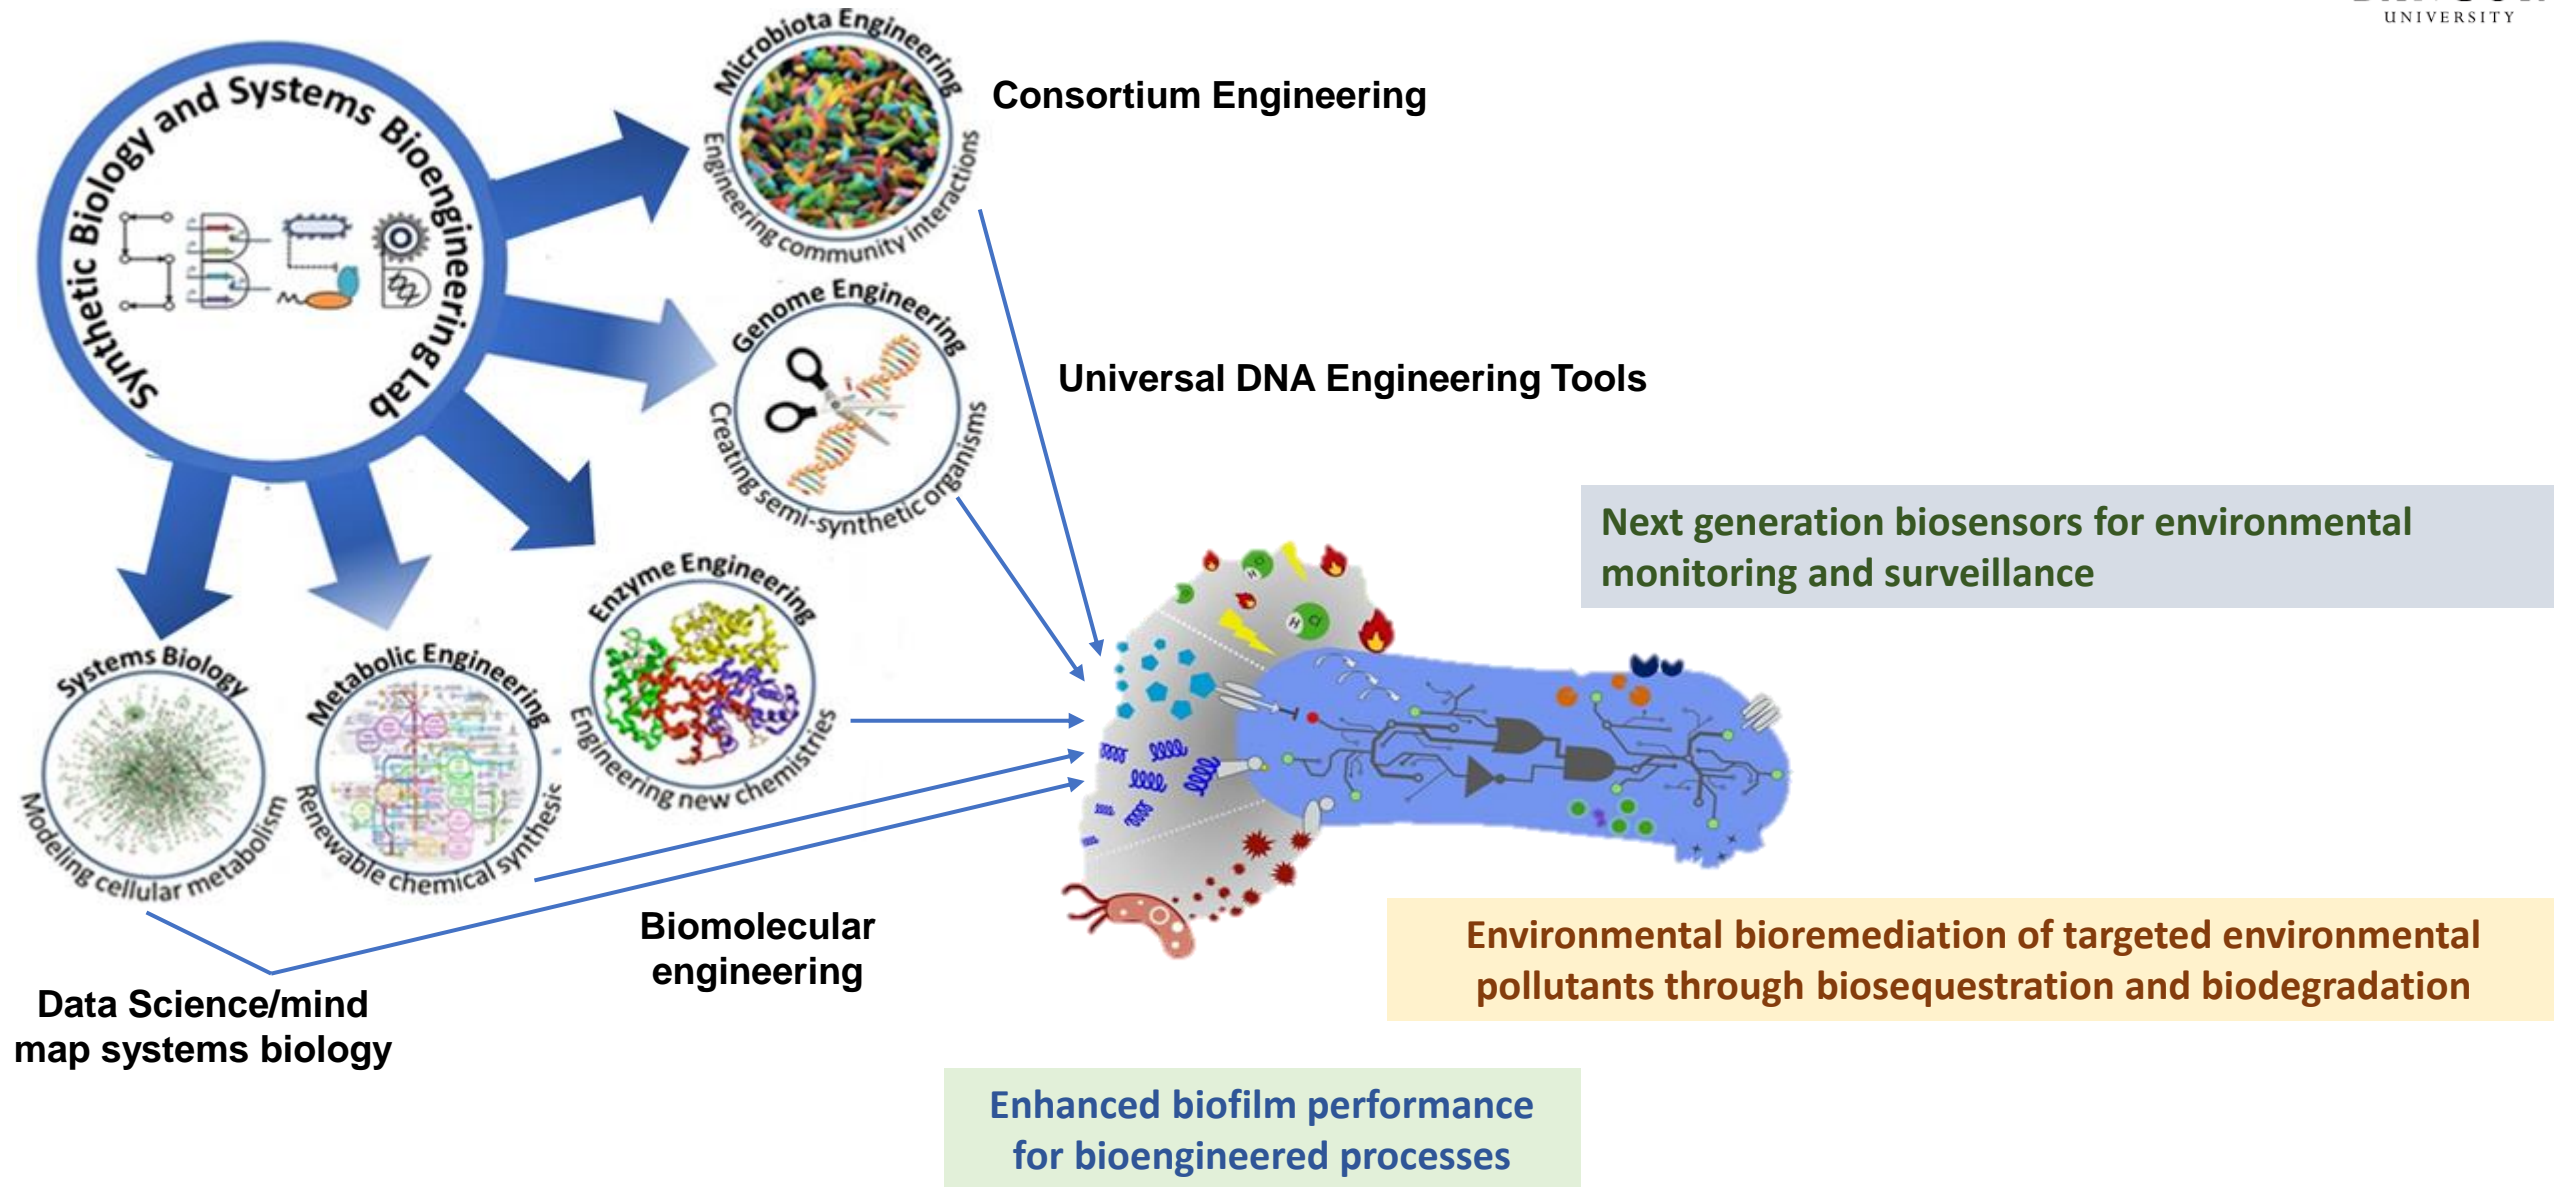 UNIVERSITY
Synthetic Biology and Systems Bioengineering Lab
Microbiota Engineering
Engineering community interactions
Consortium Engineering
Genome Engineering
Creating semi-synthetic organisms
Universal DNA Engineering Tools
Next generation biosensors for environmental
monitoring and surveillance
Enzyme Engineering
Engineering new chemistries
Systems Biology
Modeling cellular metabolism
Metabolic Engineering
Renewable chemical synthesis
H
Cl
Biomolecular
engineering
Data Science/mind
map systems biology
Environmental bioremediation of targeted environmental
pollutants through biosequestration and biodegradation
Enhanced biofilm performance
for bioengineered processes